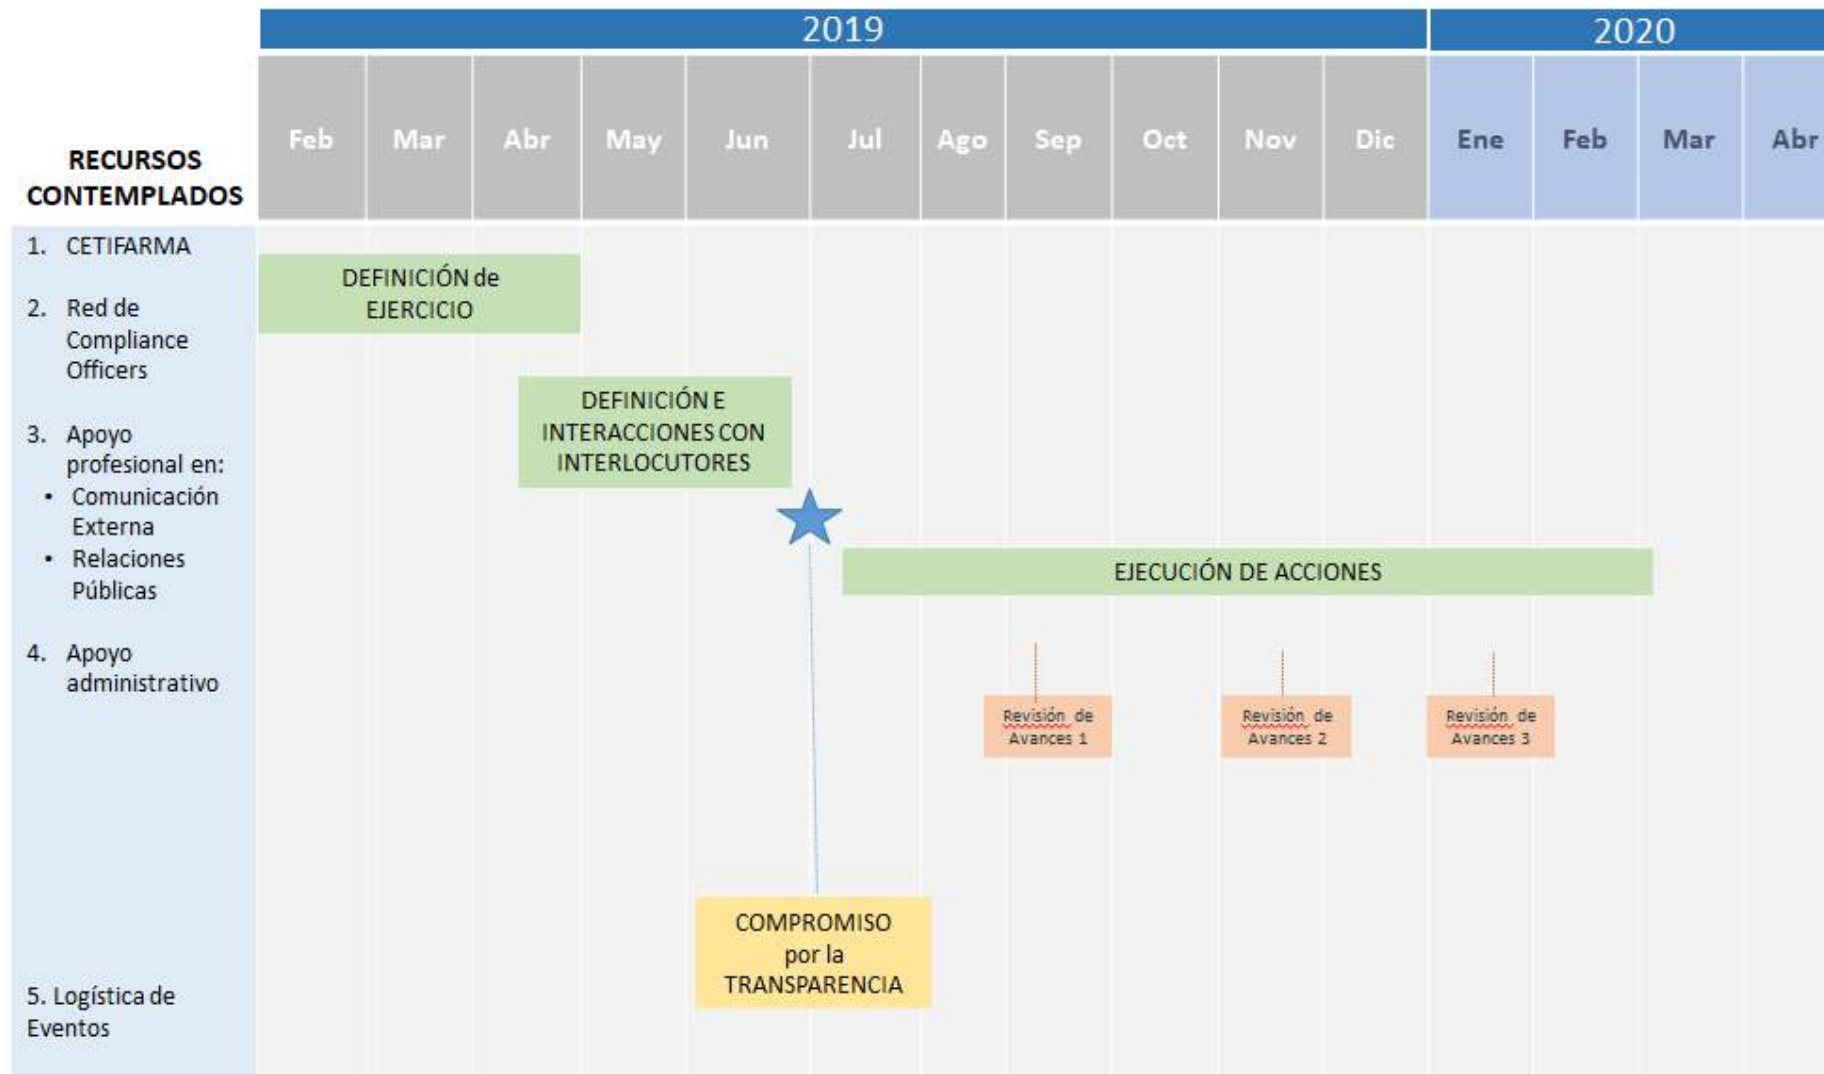 2019
2020
RECURSOS
CONTEMPLADOS
Feb
Mar
Abr
May
Jun
Jul
Ago
Sep
Oct
Nov
Dic
Ene
Feb
Mar
Abr
1. CETIFARMA
2. Red de
Compliance
Officers
3. Apoyo
profesional en:
• Comunicación
Externa
• Relaciones
Públicas
4. Apoyo
administrativo
5. Logística de
Eventos
DEFINICIÓN de
EJERCICIO
DEFINICIÓN E
INTERACCIONES CON
INTERLOCUTORES
EJECUCIÓN DE ACCIONES
Revisión de
Avances 1
Revisión de
Avances 2
Revisión de
Avances 3
COMPROMISO
por la
TRANSPARENCIA